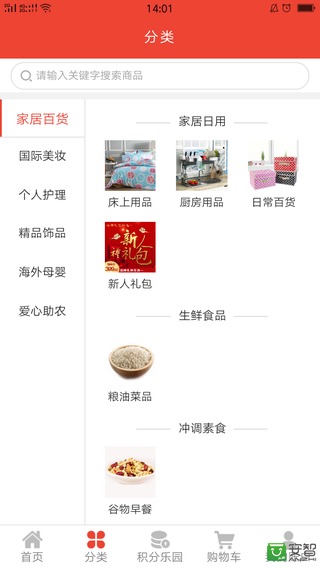 14:01
分类
请输入关键字搜索商品
家居百货
国际美妆
个人护理
精品饰品
海外母婴
爱心助农
家居日用
床上用品
厨房用品
日常百货
新人
礼包
新人礼包
生鲜食品
粮油菜品
冲调素食
谷物早餐
首页
分类
积分乐园
购物车
安智